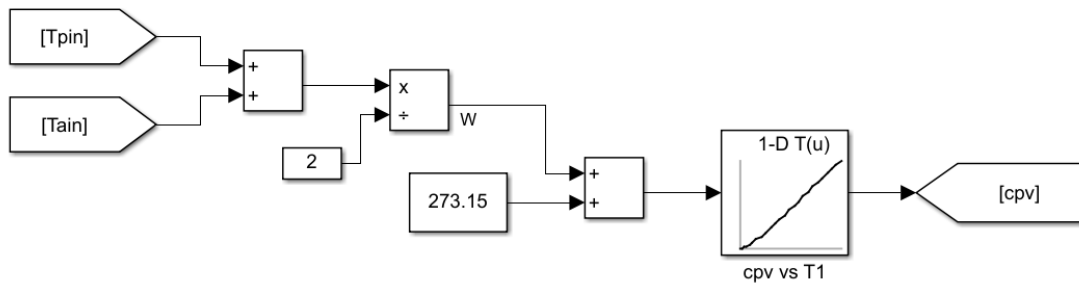 [Tpin]
+
+
[Tain]
x
÷
W
2
273.15
+
+
1-D T(u)
cpv vs T1
[cpv]